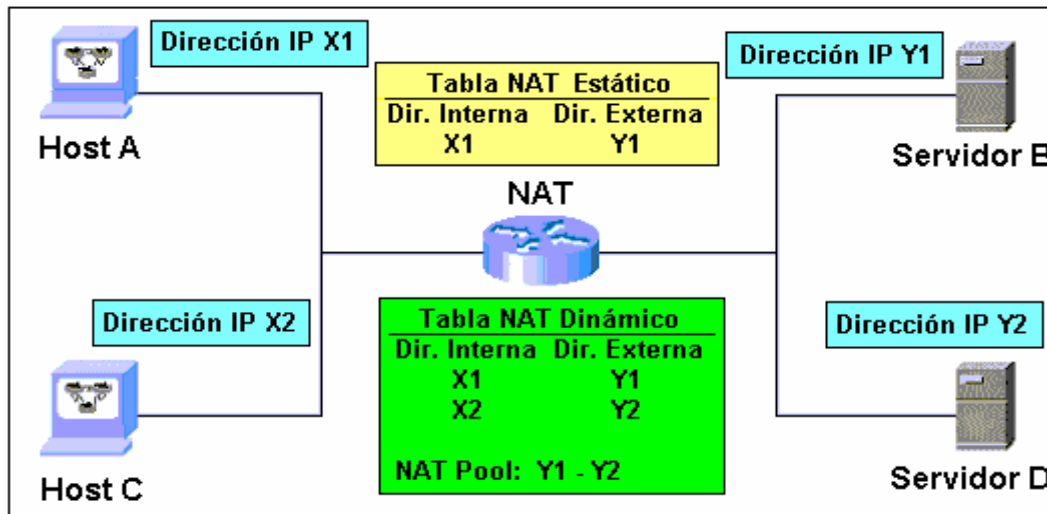 Dirección IP X1
Dirección IP Y1
Tabla NAT Estático
Dir. Interna Dir. Externa
X1 Y1
Host A
Servidor B
NAT
Dirección IP X2
Tabla NAT Dinámico
Dir. Interna Dir. Externa
X1 Y1
X2 Y2
NAT Pool: Y1 - Y2
Dirección IP Y2
Host C
Servidor D